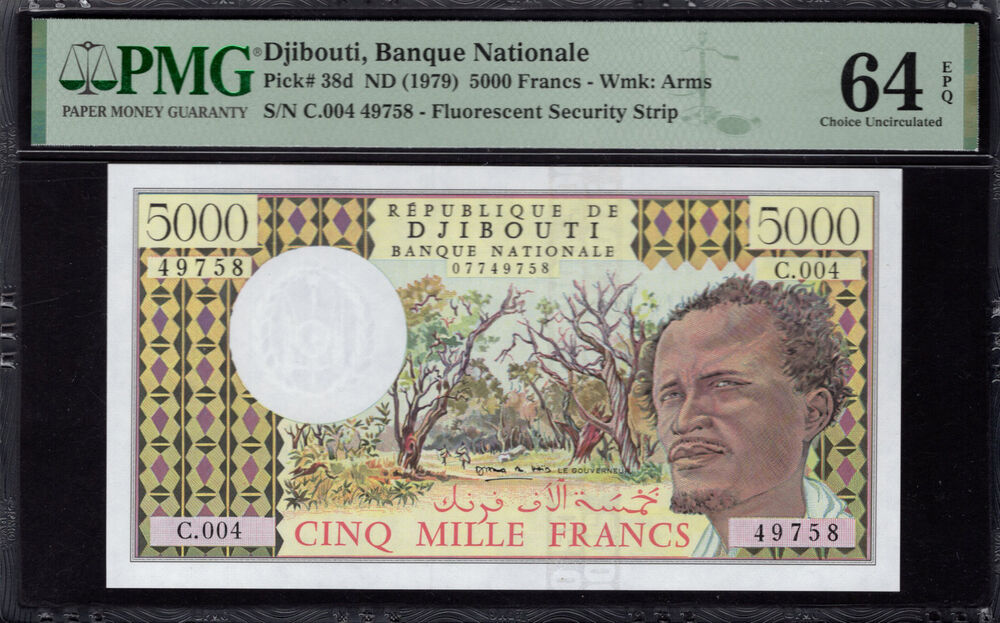 PMG®
PAPER MONEY GUARANTY
Djibouti, Banque Nationale
Pick# 38d ND (1979) 5000 Francs - Wmk: Arms
S/N C.004 49758 - Fluorescent Security Strip
64
EPQ
Choice Uncirculated
5000
RÉPUBLIQUE DE
DJIBOUTI
BANQUE NATIONALE
07749758
5000
49758
C.004
LE GOUVERNEUR
خمسة آلاف فرنك
C.004
CINQ MILLE FRANCS
49758